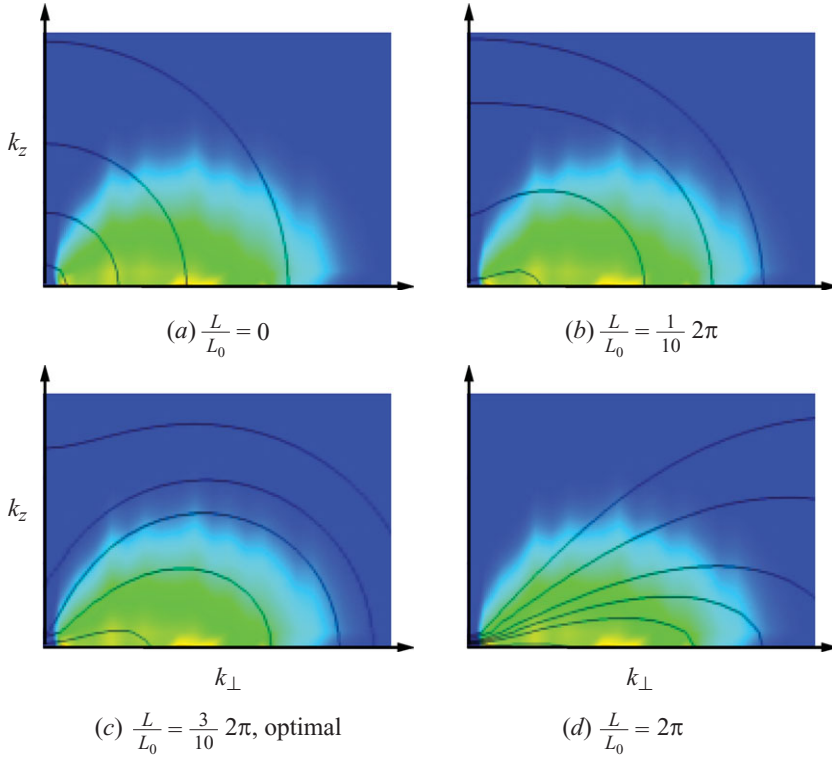 k_z
(a) L/L_0 = 0
(b) L/L_0 = 1/10 2π
k_z
k_⊥
k_⊥
(c) L/L_0 = 3/10 2π, optimal
(d) L/L_0 = 2π